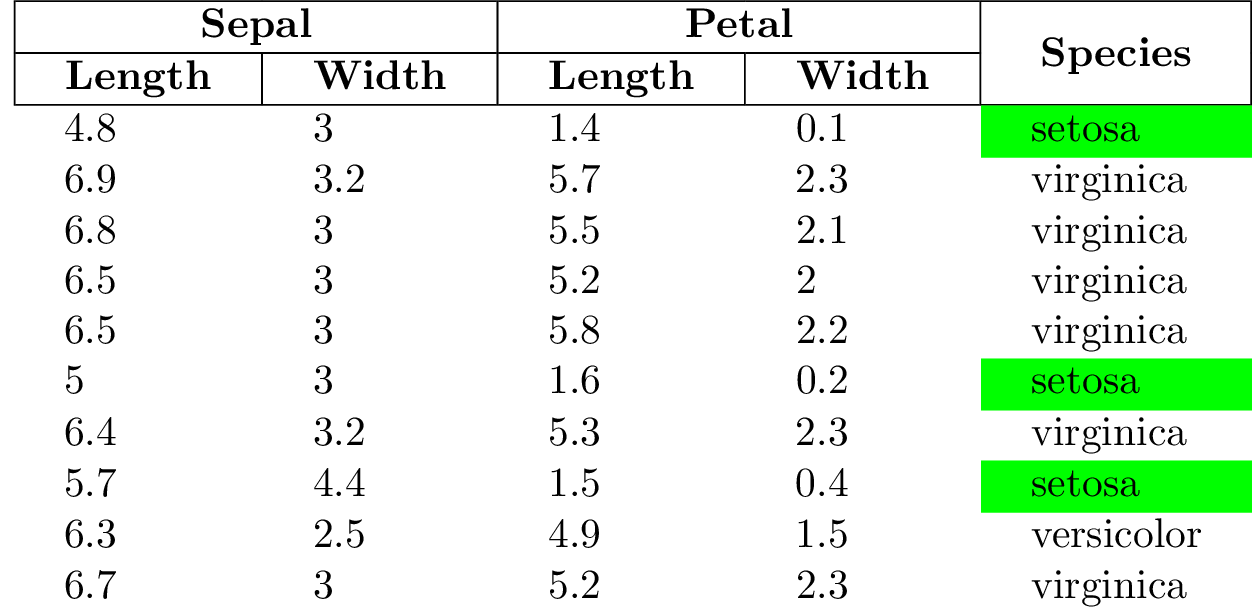 Sepal Petal Species
Length Width Length Width
4.8 3 1.4 0.1 setosa
6.9 3.2 5.7 2.3 virginica
6.8 3 5.5 2.1 virginica
6.5 3 5.2 2 virginica
6.5 3 5.8 2.2 virginica
5 3 1.6 0.2 setosa
6.4 3.2 5.3 2.3 virginica
5.7 4.4 1.5 0.4 setosa
6.3 2.5 4.9 1.5 versicolor
6.7 3 5.2 2.3 virginica